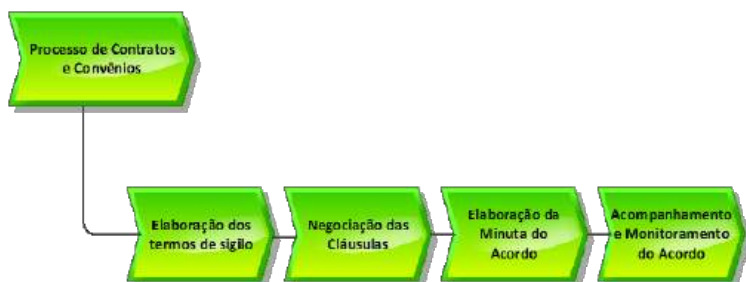 Processo de Contratos
e Convênios
Elaboração dos
termos de sigilo
Negociação das
Cláusulas
Elaboração da
Minuta do
Acordo
Acompanhamento
e Monitoramento
do Acordo